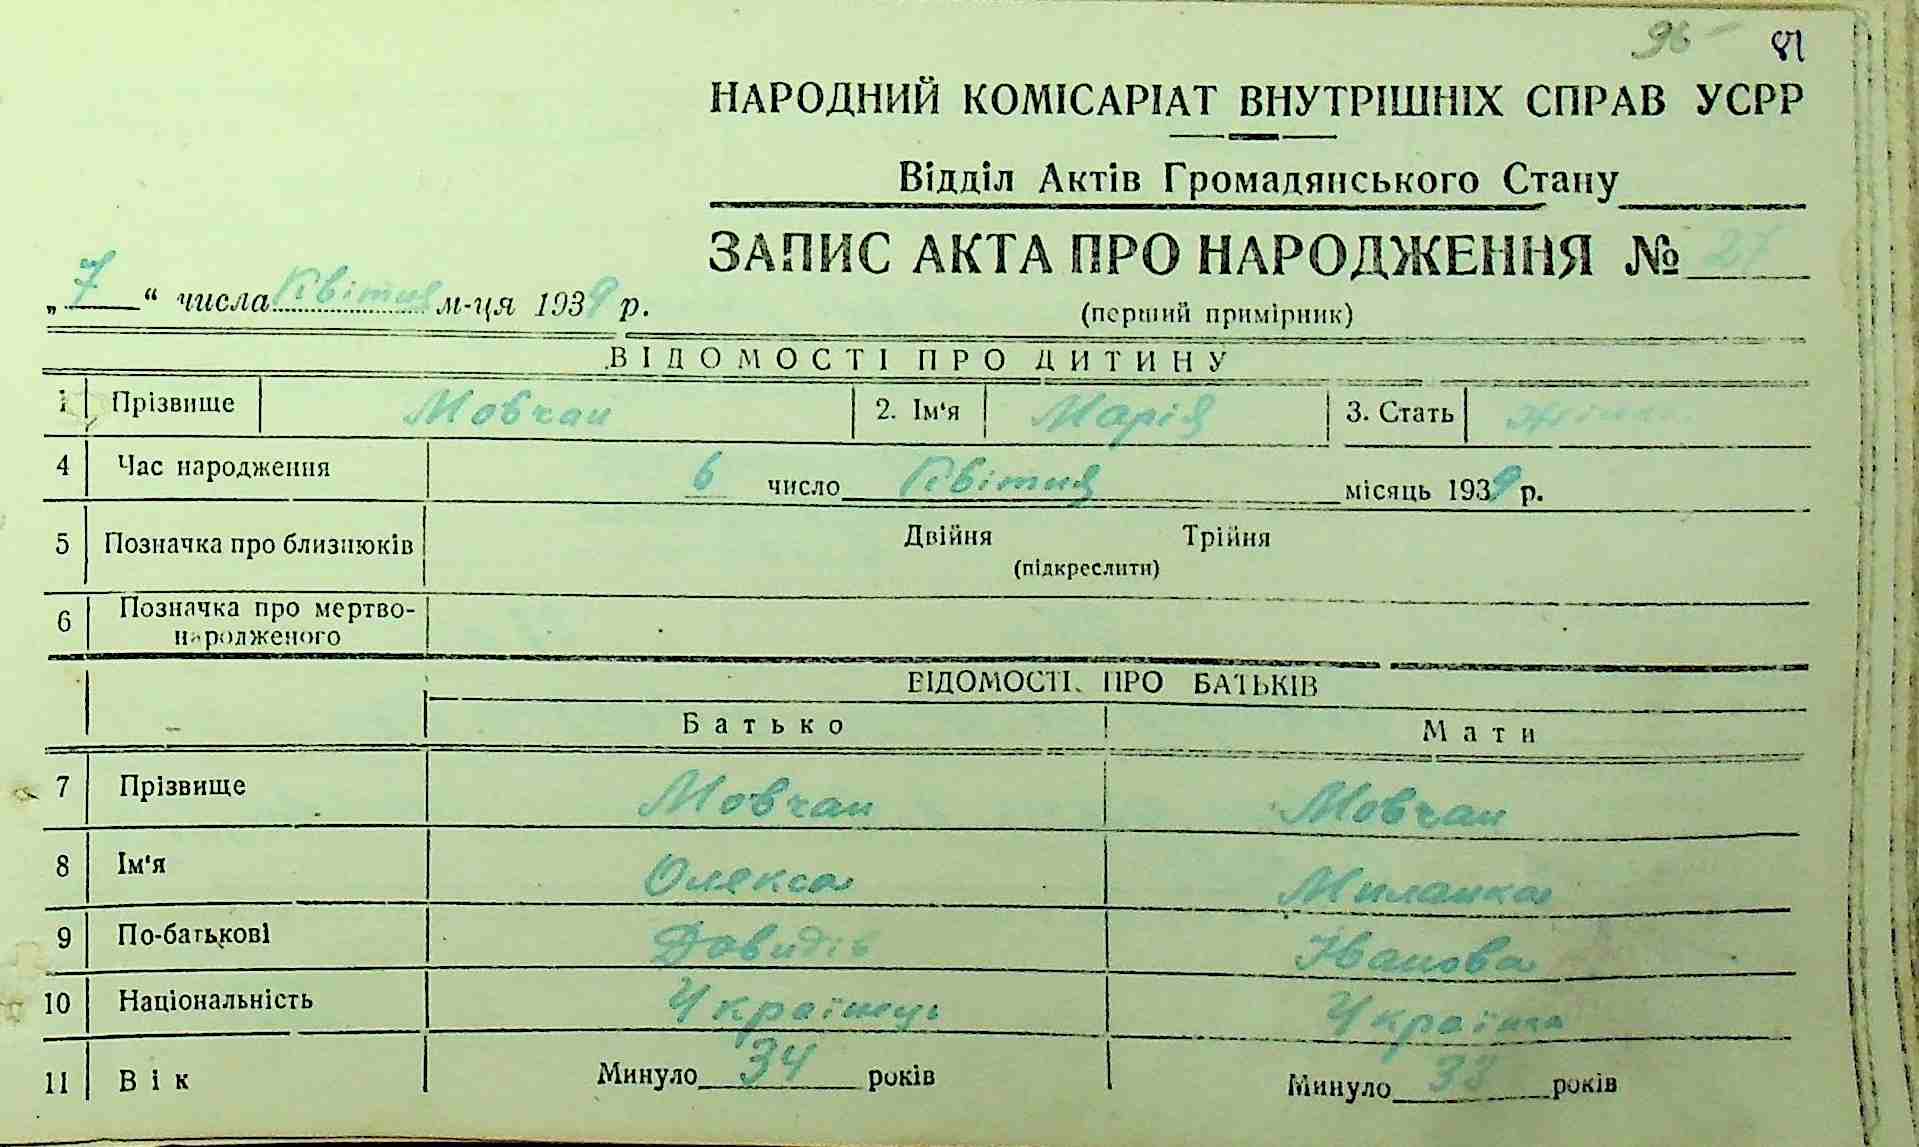 96 81
НАРОДНИЙ КОМІСАРІАТ ВНУТРІШНІХ СПРАВ УСРР
Відділ Актів Громадянського Стану
ЗАПИС АКТА ПРО НАРОДЖЕННЯ № 27
„ 7 “ числа Квітня м-ця 1939 р.
(перший примірник)
ВІДОМОСТІ ПРО ДИТИНУ
1 Прізвище Мовчан 2. Ім'я Марія 3. Стать
4 Час народження 6 число Квітня місяць 1939 р.
5 Позначка про близнюків Двійня Трійня
(підкреслити)
6 Позначка про мертво-
народженого
ВІДОМОСТІ ПРО БАТЬКІВ
Батько Мати
7 Прізвище Мовчан Мовчан
8 Ім'я Олекса Миланка
9 По-батькові Довидів Іванова
10 Національність Українець Українка
11 Вік Минуло 34 років Минуло 33 років